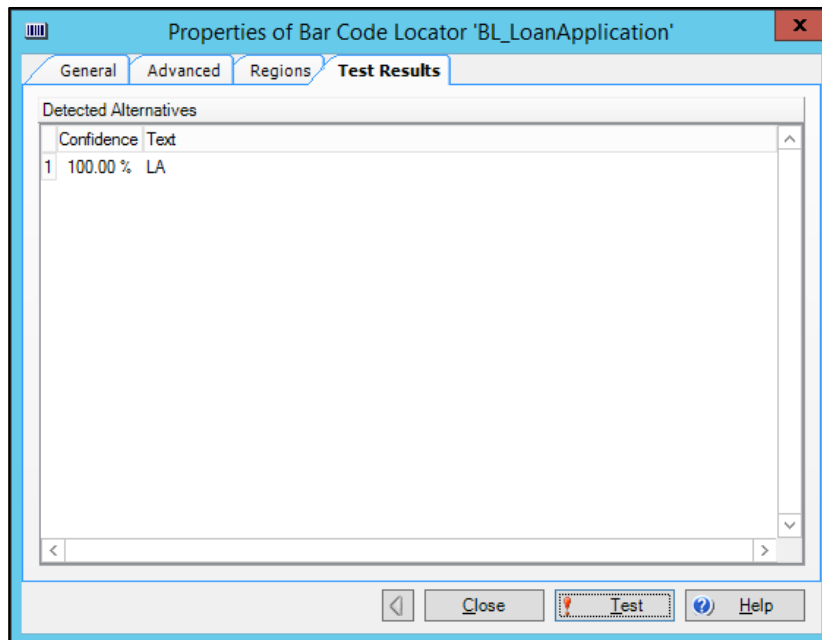 Properties of Bar Code Locator 'BL_LoanApplication'
x
General Advanced Regions Test Results
Detected Alternatives
Confidence Text
1 100.00 % LA
Close Test Help